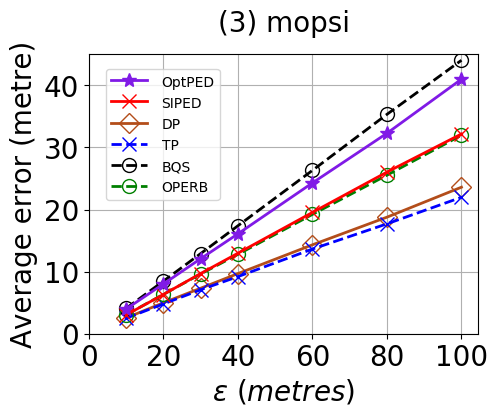 (3) mopsi
Average error (metre)
40
30
20
10
0
OptPED
SIPED
DP
TP
BQS
OPERB
0 20 40 60 80 100
ε (metres)